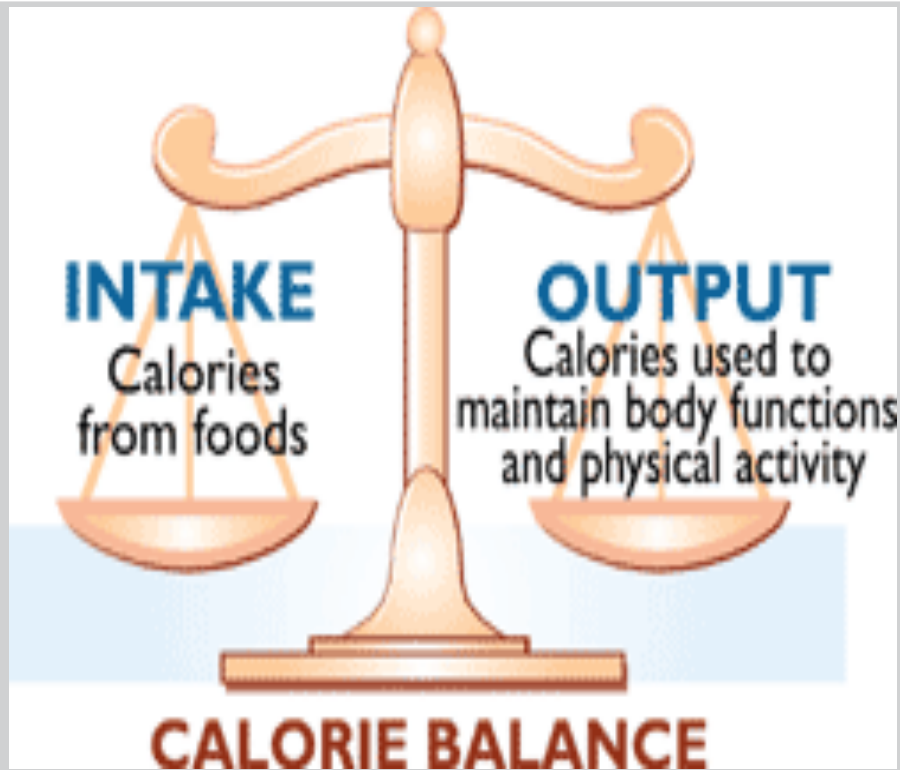 INTAKE
Calories
from foods
OUTPUT
Calories used to
maintain body functions
and physical activity
CALORIE BALANCE